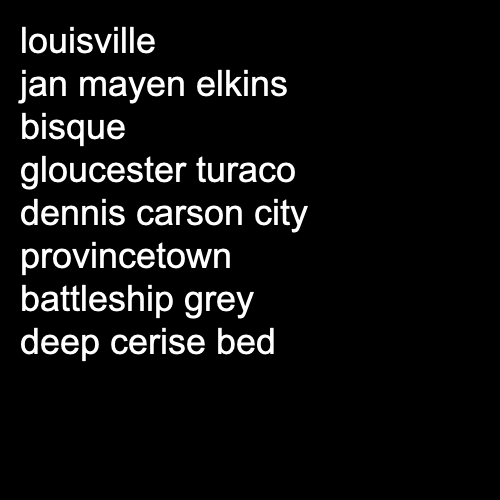 louisville
jan mayen elkins
bisque
gloucester turaco
dennis carson city
provincetown
battleship grey
deep cerise bed